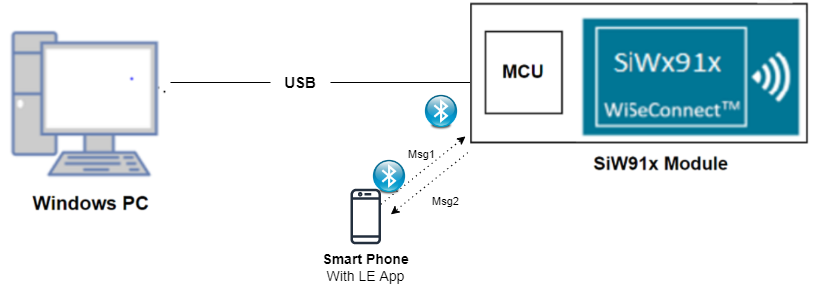 USB
MCU
SiWx91x
WiSeConnect™
SiW91x Module
Msg1
Msg2
Windows PC
Smart Phone
With LE App